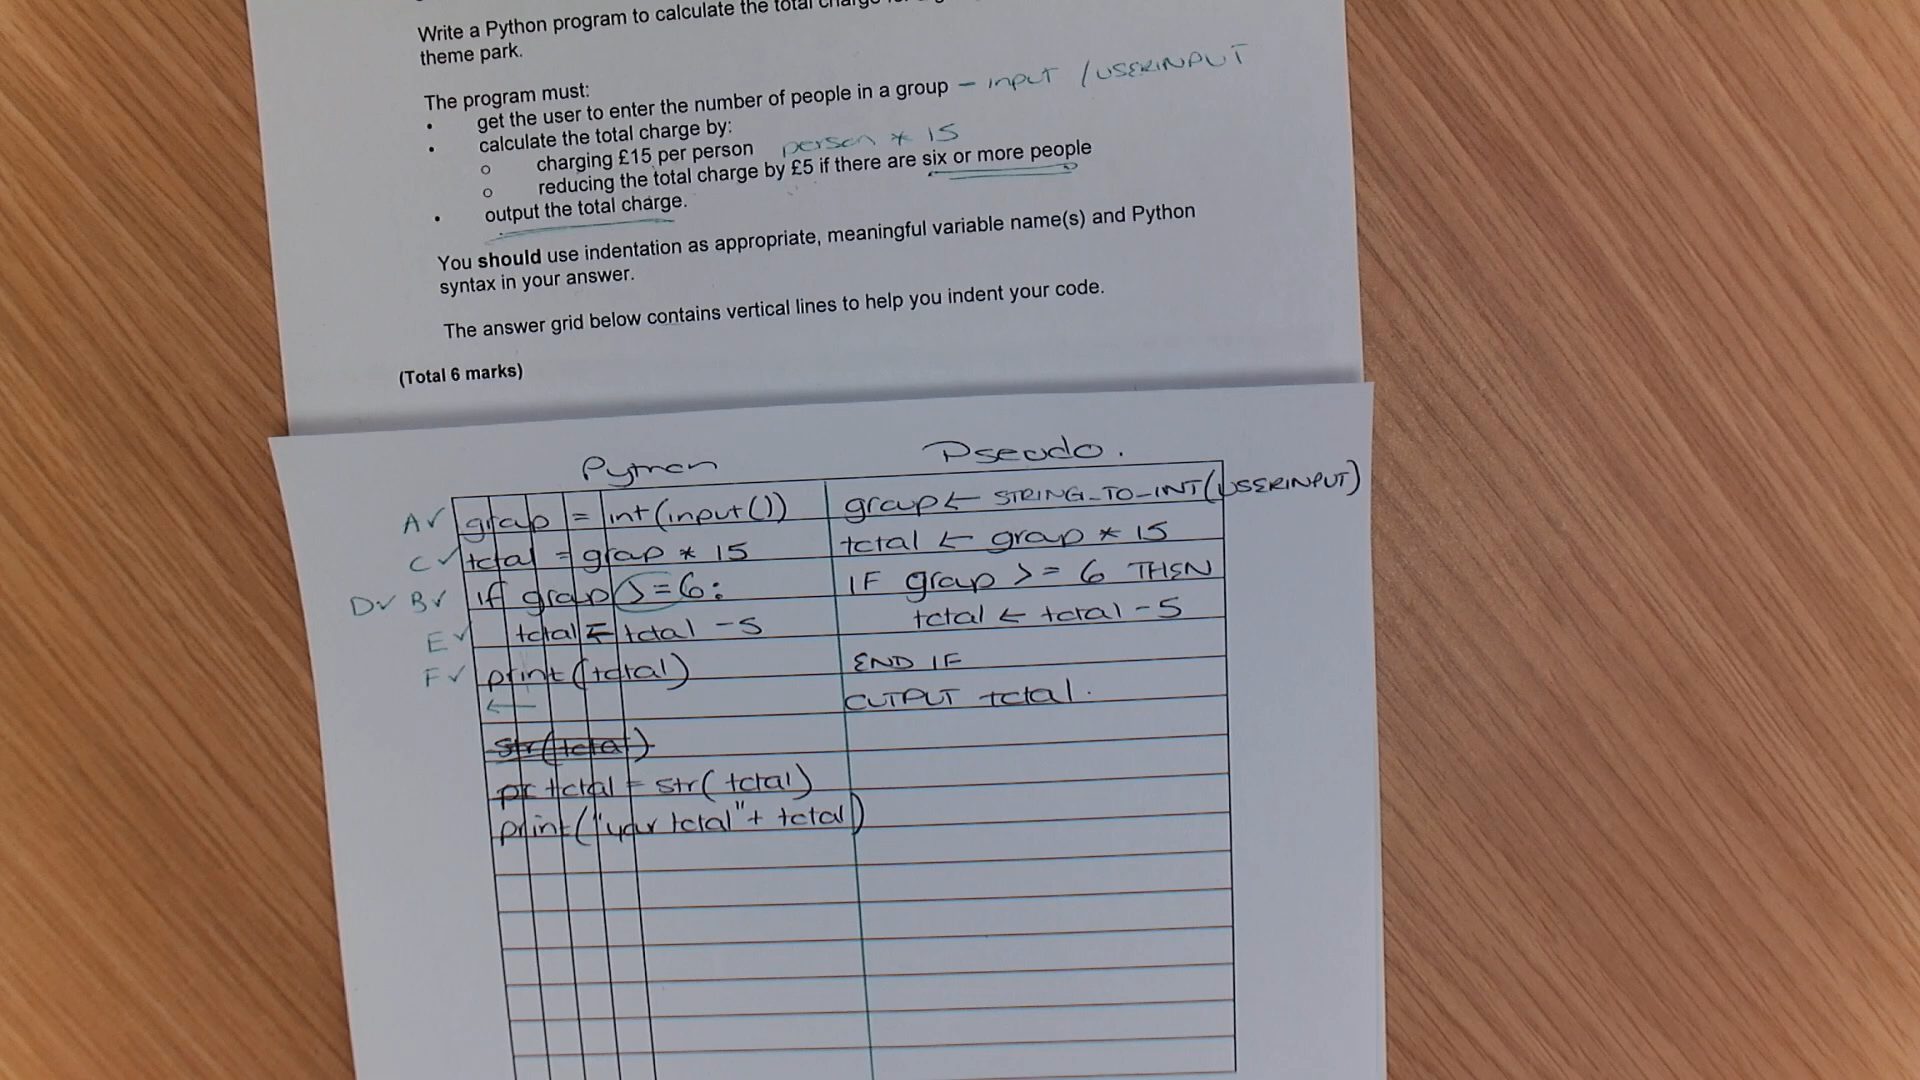 Write a Python program to calculate the total charge
theme park.
The program must:
• get the user to enter the number of people in a group – input / USERINPUT
• calculate the total charge by:
○ charging £15 per person person * 15
○ reducing the total charge by £5 if there are six or more people
• output the total charge.
You should use indentation as appropriate, meaningful variable name(s) and Python
syntax in your answer.
The answer grid below contains vertical lines to help you indent your code.
(Total 6 marks)
Python
A✓ group = int(input())
C✓ total = group * 15
D✓ B✓ if group >=6:
E✓ total = total -5
F✓ print(total)
←
str(total)
pr total = str(total)
print("your total"+ total)
Pseudo.
group ← STRING_TO_INT(USERINPUT)
total ← group * 15
IF group >= 6 THEN
total ← total -5
END IF
OUTPUT total.